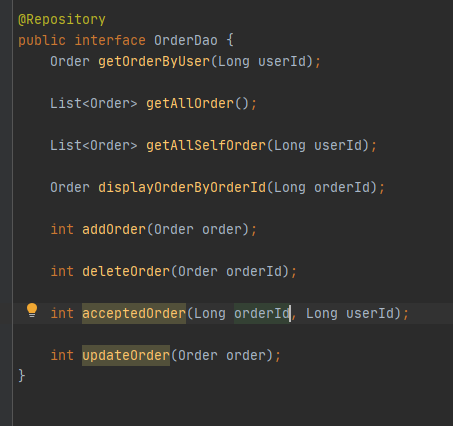 @Repository
public interface OrderDao {
Order getOrderByUser(Long userId);
List<Order> getAllOrder();
List<Order> getAllSelfOrder(Long userId);
Order displayOrderByOrderId(Long orderId);
int addOrder(Order order);
int deleteOrder(Order orderId);
int acceptedOrder(Long orderId, Long userId);
int updateOrder(Order order);
}